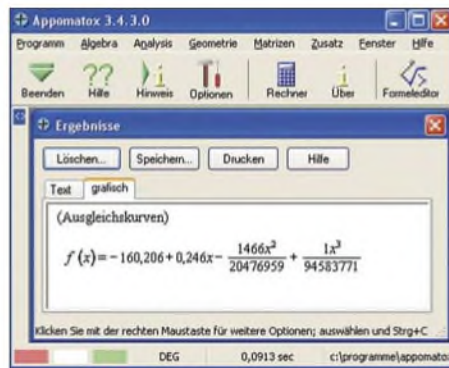 Appomatox 3.4.3.0
Programm Algebra Analysis Geometrie Matrizen Zusatz Fenster Hilfe
Beenden Hilfe Hinweis Optionen Rechner Über Formeleditor
Ergebnisse
Löschen... Speichern... Drucken Hilfe
Text grafisch
(Ausgleichskurven)
f (x)=−160,206+0,246x− 1466x²/20476959 + 1x³/94583771
Klicken Sie mit der rechten Maustaste für weitere Optionen; auswählen und Strg+C
DEG 0,0913 sec c:\programme\appomatox